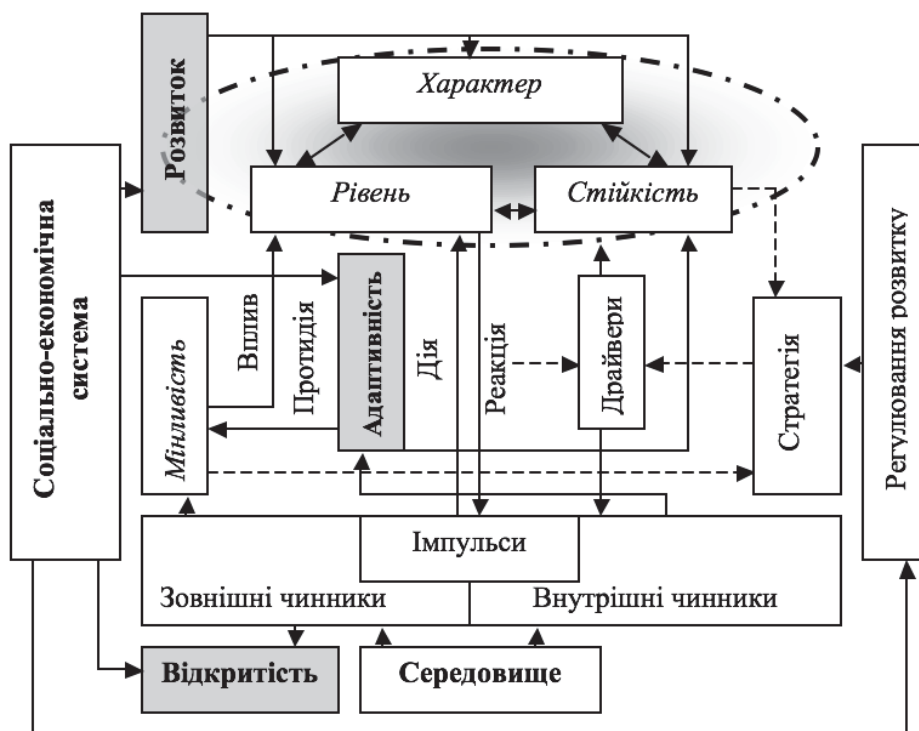 Розвиток
Характер
Рівень
Стійкість
Соціально-економічна
система
Мінливість
Вплив
Протидія
Адаптивність
Дія
Реакція
Драйвери
Стратегія
Регулювання розвитку
Імпульси
Зовнішні чинники
Внутрішні чинники
Відкритість
Середовище